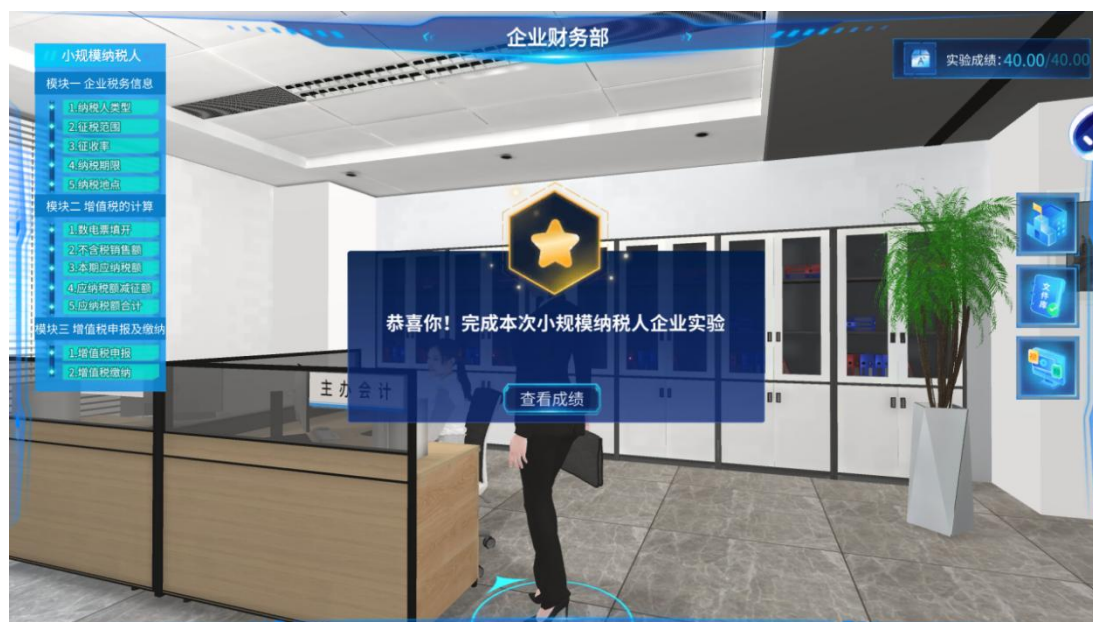 企业财务部
小规模纳税人
实验成绩:40.00/40.00
模块一 企业税务信息
1.纳税人类型
2.征税范围
3.征收率
4.纳税期限
5.纳税地点
模块二 增值税的计算
1.数电票填开
2.不含税销售额
3.本期应纳税额
4.应纳税额减征额
5.应纳税额合计
模块三 增值税申报及缴纳
1.增值税申报
2.增值税缴纳
恭喜你！完成本次小规模纳税人企业实验
查看成绩
主办会计
文件库